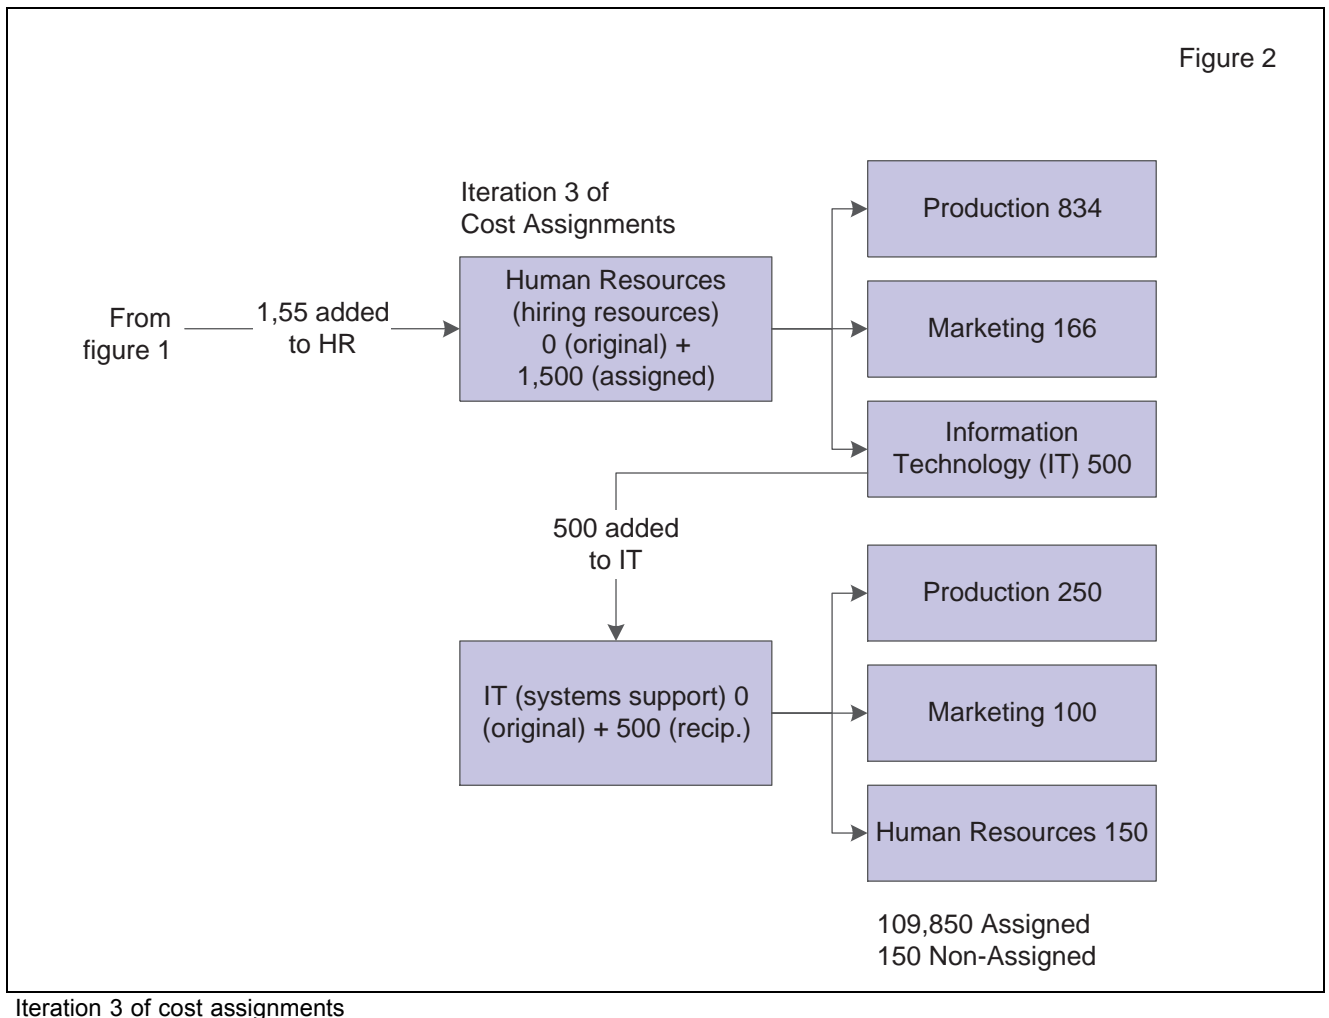 Figure 2
Iteration 3 of
Cost Assignments
From
figure 1
1,55 added
to HR
Human Resources
(hiring resources)
0 (original) +
1,500 (assigned)
Production 834
Marketing 166
Information
Technology (IT) 500
500 added
to IT
IT (systems support) 0
(original) + 500 (recip.)
Production 250
Marketing 100
Human Resources 150
109,850 Assigned
150 Non-Assigned
Iteration 3 of cost assignments